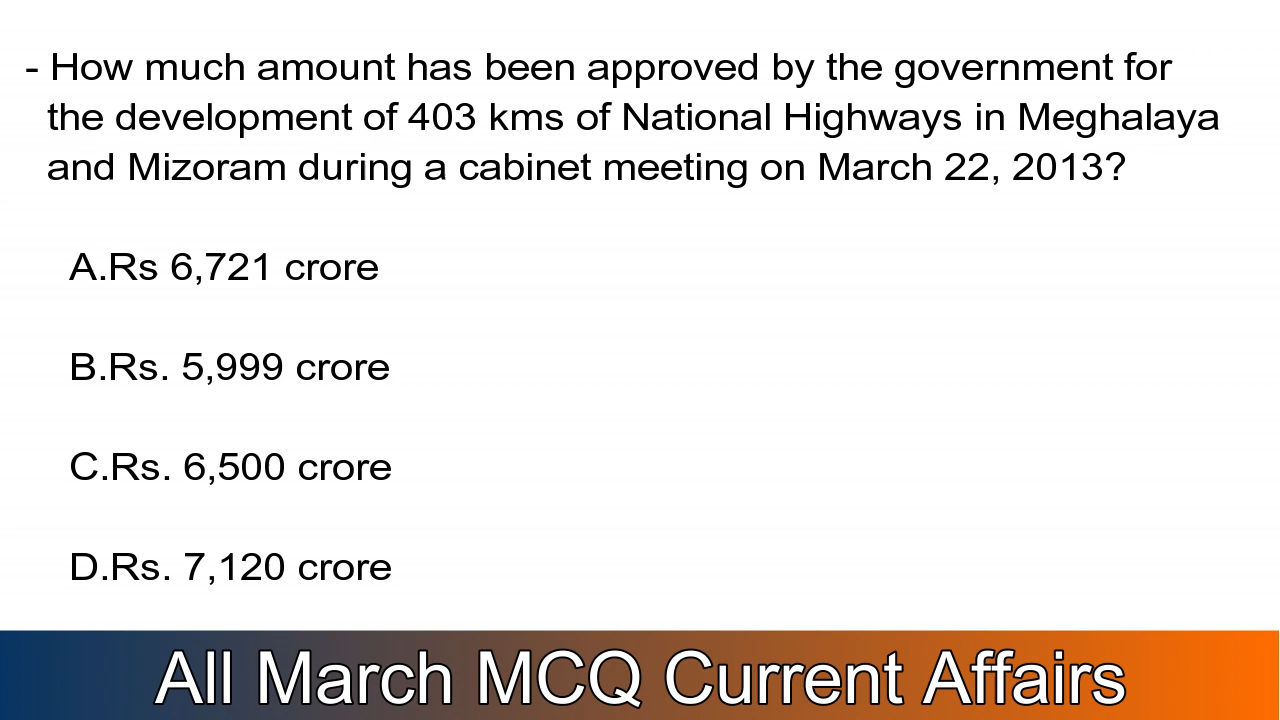 - How much amount has been approved by the government for
the development of 403 kms of National Highways in Meghalaya
and Mizoram during a cabinet meeting on March 22, 2013?
A.Rs 6,721 crore
B.Rs. 5,999 crore
C.Rs. 6,500 crore
D.Rs. 7,120 crore
All March MCQ Current Affairs